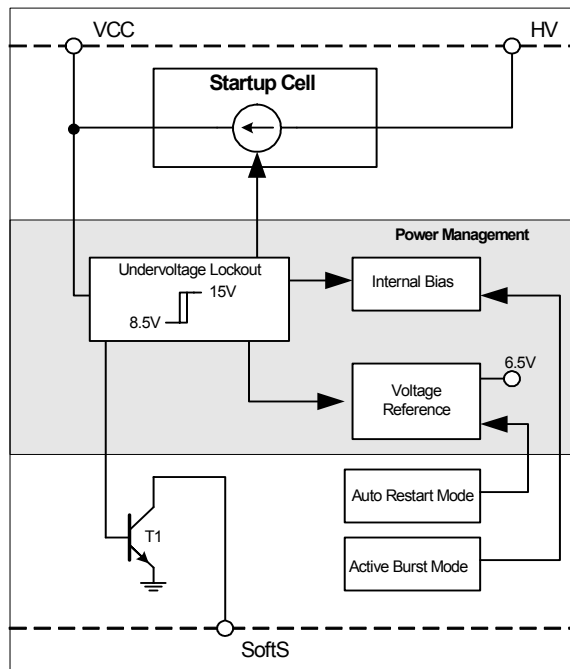 VCC
HV
Startup Cell
Power Management
Undervoltage Lockout
15V
8.5V
Internal Bias
6.5V
Voltage
Reference
Auto Restart Mode
T1
Active Burst Mode
SoftS